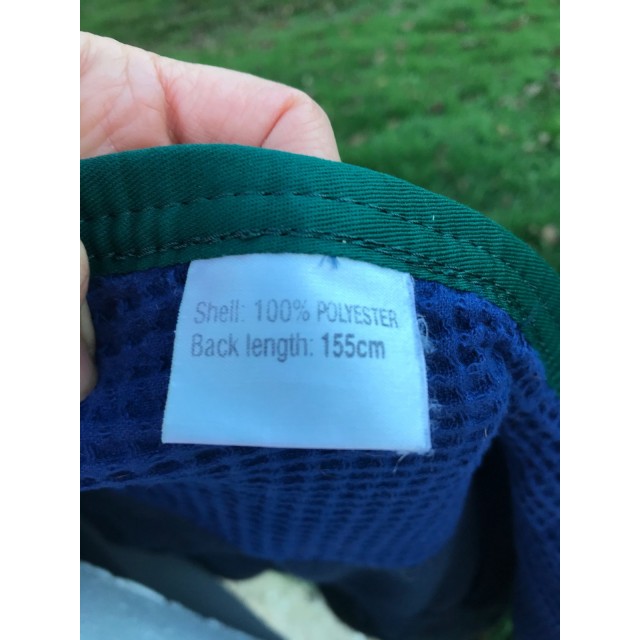 Shell: 100% POLYESTER
Back length: 155cm